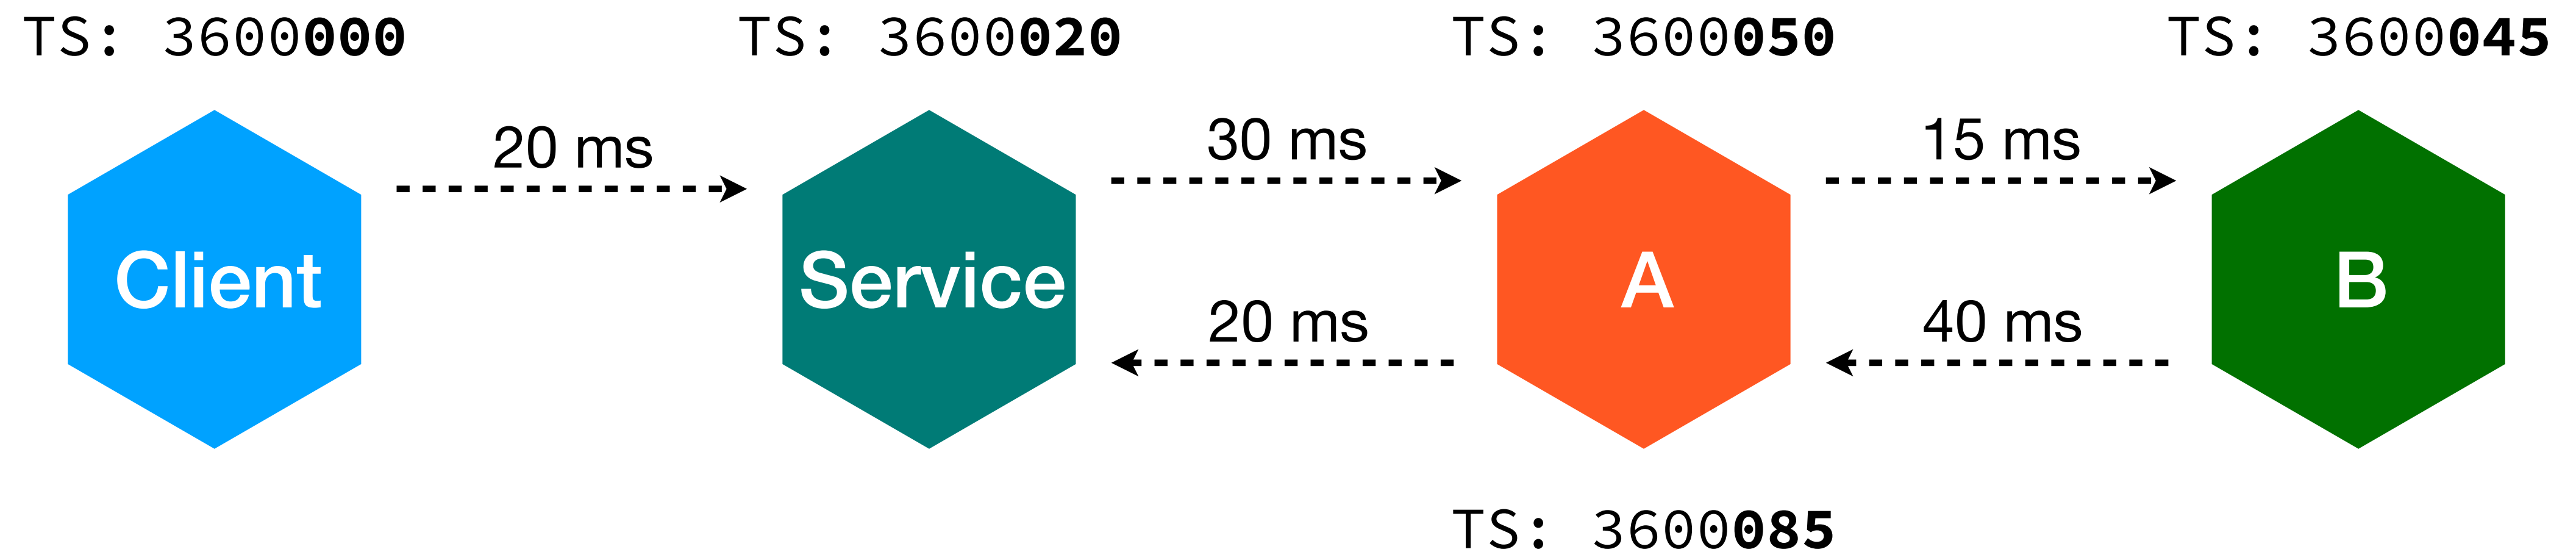 TS: 3600000 TS: 3600020 TS: 3600050 TS: 3600045
20 ms 30 ms 15 ms
Client Service A B
20 ms 40 ms
TS: 3600085